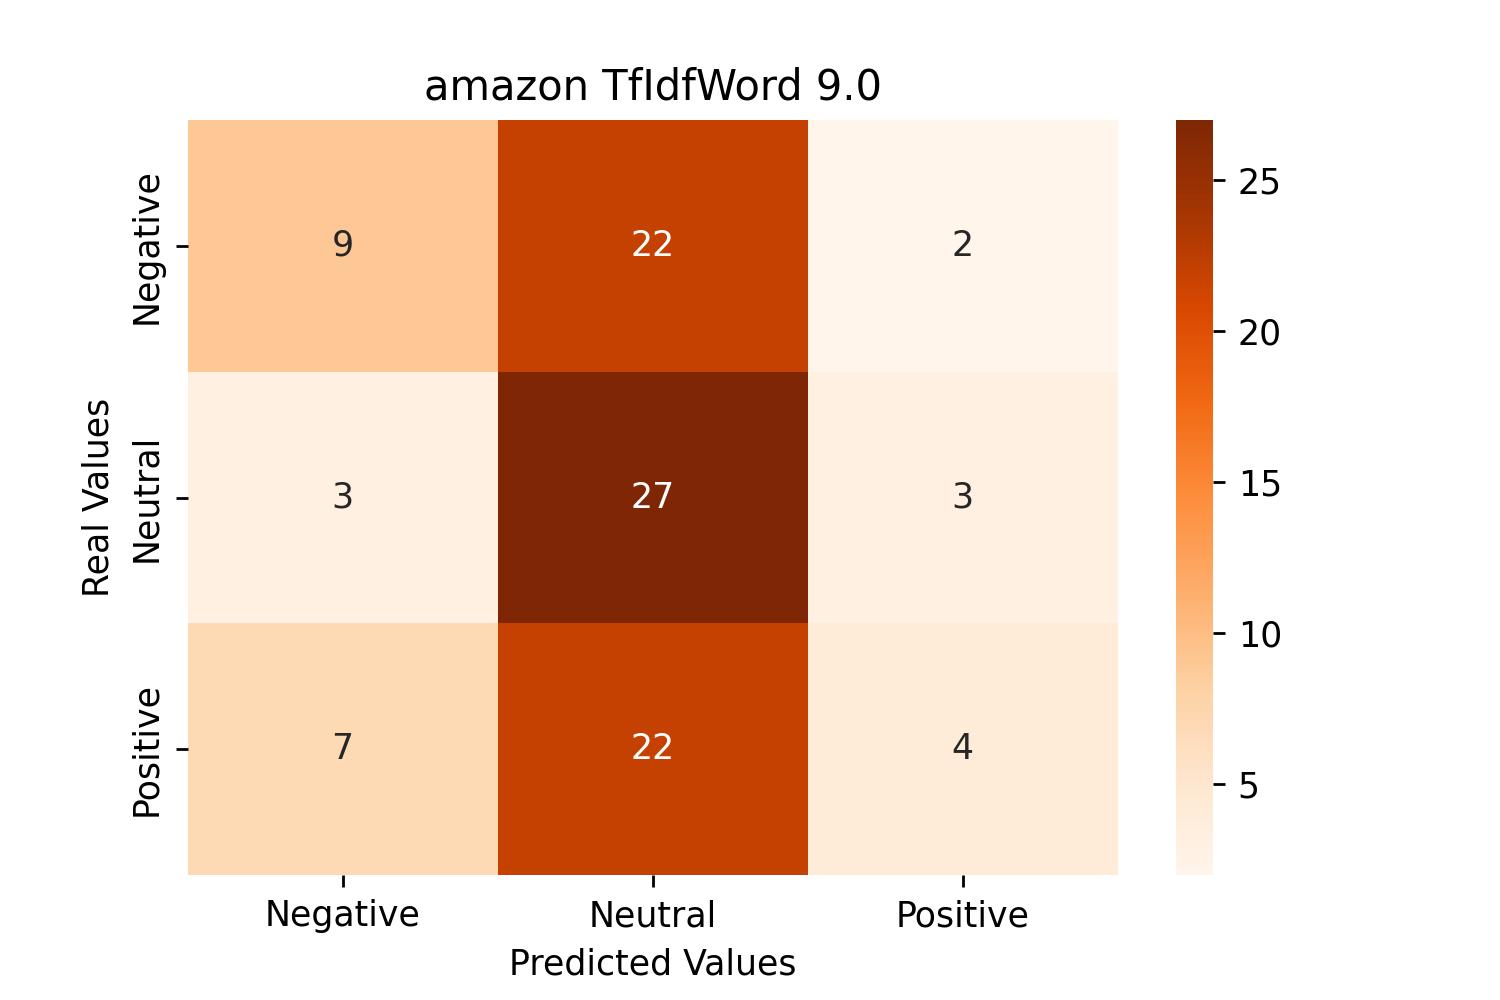 amazon TfIdfWord 9.0
Real Values
Negative
Neutral
Positive
9 22 2
3 27 3
7 22 4
Negative Neutral Positive
Predicted Values
25
20
15
10
5